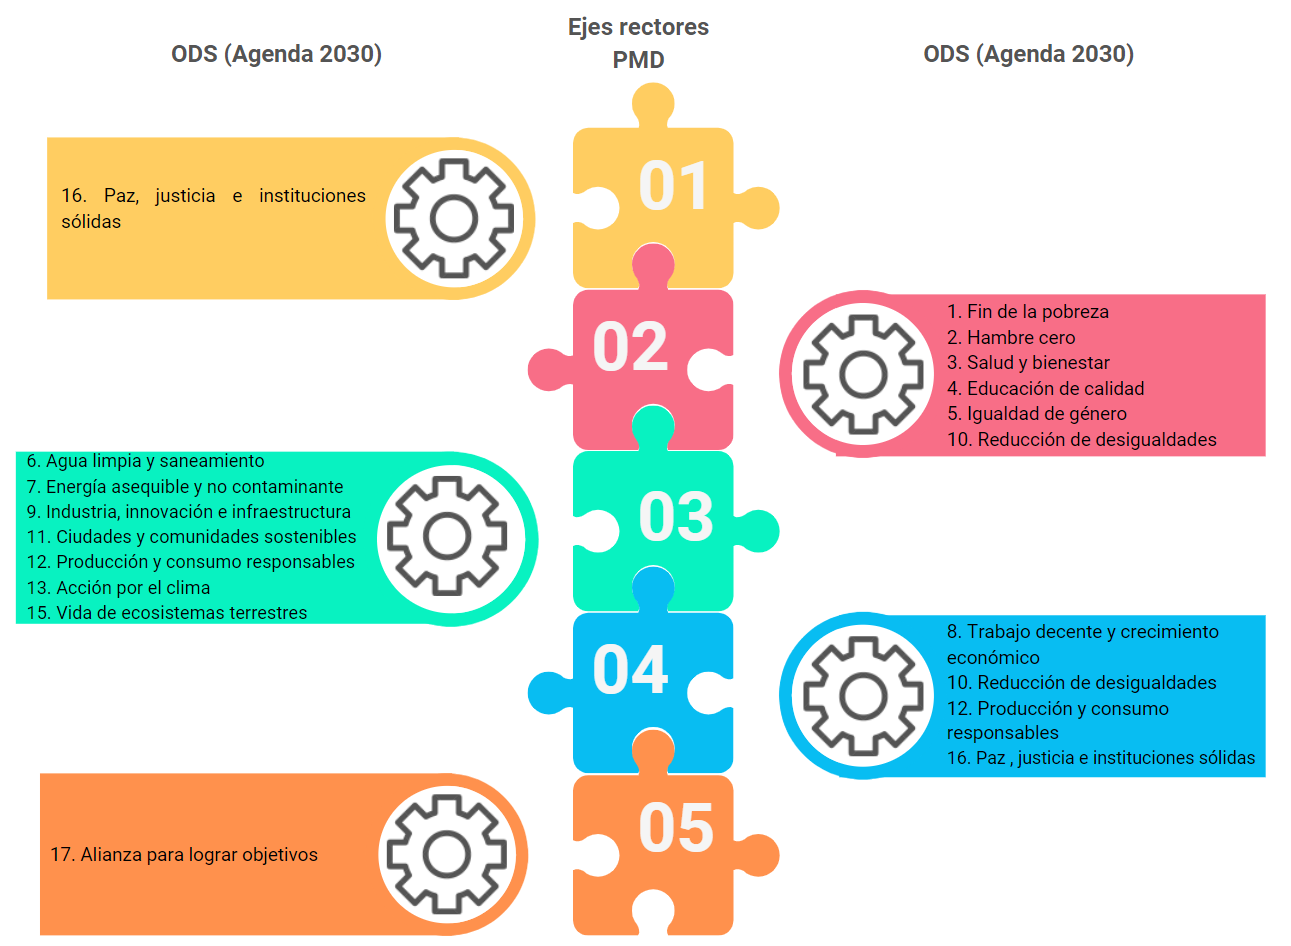 Ejes rectores
PMD
ODS (Agenda 2030)
ODS (Agenda 2030)
01
16. Paz, justicia e instituciones
sólidas
02
1. Fin de la pobreza
2. Hambre cero
3. Salud y bienestar
4. Educación de calidad
5. Igualdad de género
10. Reducción de desigualdades
03
6. Agua limpia y saneamiento
7. Energía asequible y no contaminante
9. Industria, innovación e infraestructura
11. Ciudades y comunidades sostenibles
12. Producción y consumo responsables
13. Acción por el clima
15. Vida de ecosistemas terrestres
04
8. Trabajo decente y crecimiento
económico
10. Reducción de desigualdades
12. Producción y consumo
responsables
16. Paz , justicia e instituciones sólidas
05
17. Alianza para lograr objetivos